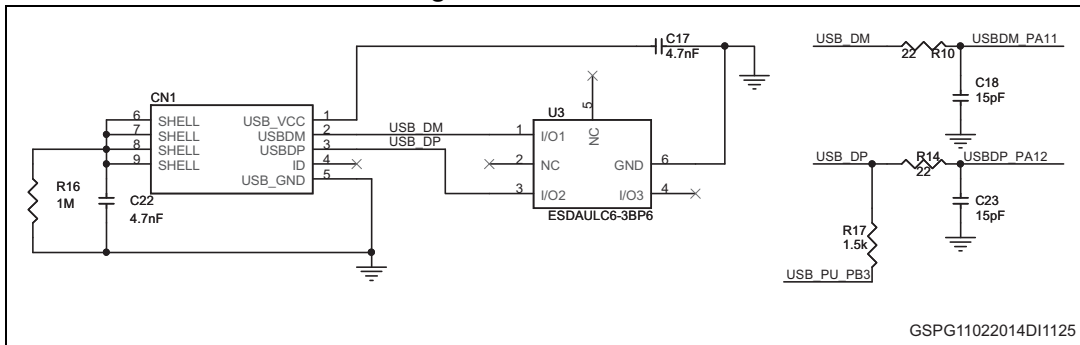 CN1
6 SHELL USB_VCC 1
7 SHELL USBDM 2
8 SHELL USBDP 3
9 SHELL ID 4
USB_GND 5
R16
1M
C22
4.7nF
USB_DM
USB_DP
C17
4.7nF
U3
5
NC
1 I/O1
2 NC GND 6
3 I/O2 I/O3 4
ESDAULC6-3BP6
USB_DM 22 R10 USBDM_PA11
C18
15pF
USB_DP R14 USBDP_PA12
22
C23
15pF
R17
1.5k
USB_PU_PB3
GSPG11022014DI1125